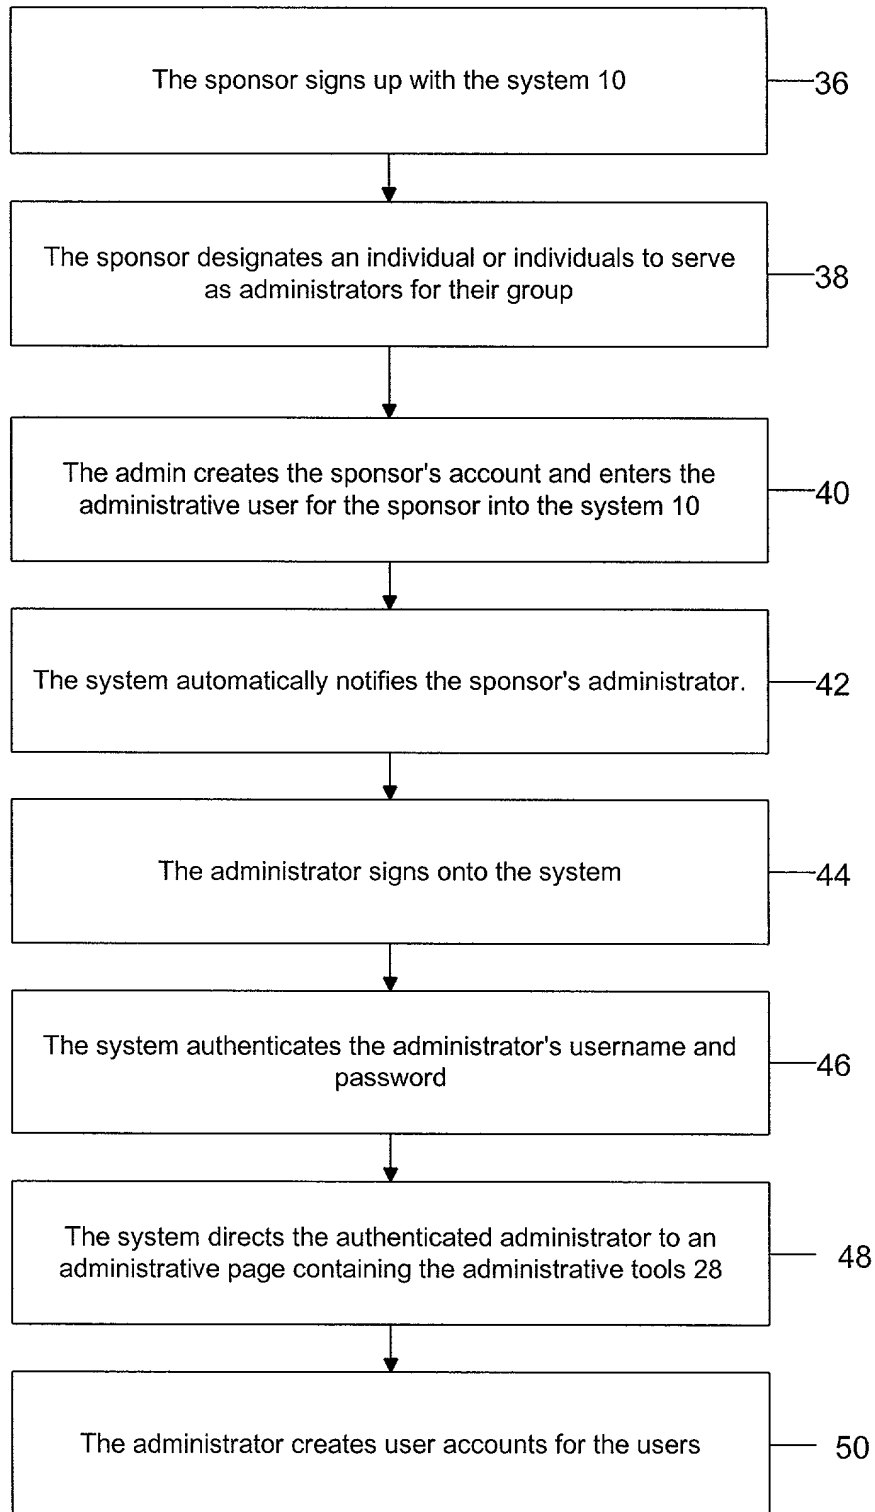 The sponsor signs up with the system 10
36
The sponsor designates an individual or individuals to serve
as administrators for their group
38
The admin creates the sponsor's account and enters the
administrative user for the sponsor into the system 10
40
The system automatically notifies the sponsor's administrator.
42
The administrator signs onto the system
44
The system authenticates the administrator's username and
password
46
The system directs the authenticated administrator to an
administrative page containing the administrative tools 28
48
The administrator creates user accounts for the users
50